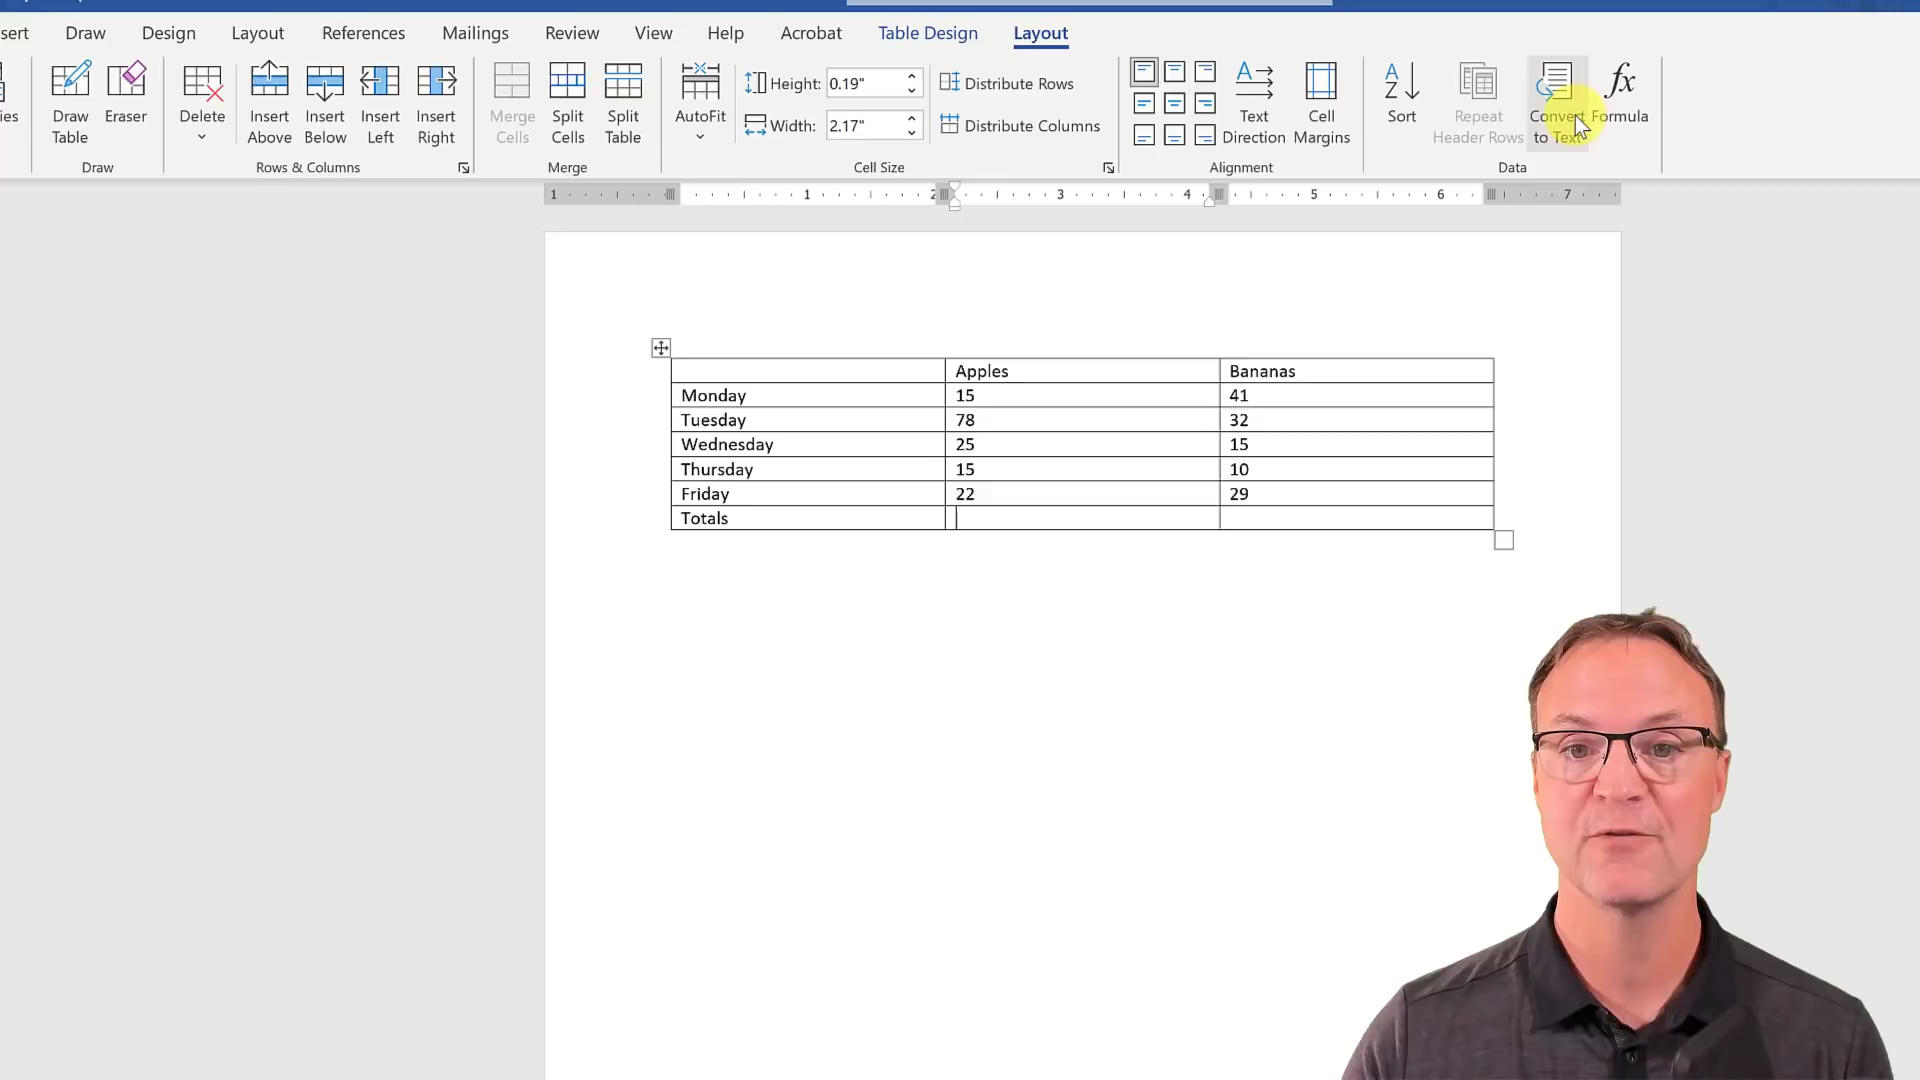 sert Draw Design Layout References Mailings Review View Help Acrobat Table Design Layout
ies
Draw Table
Eraser
Delete
Insert Above
Insert Below
Insert Left
Insert Right
Merge Cells
Split Cells
Split Table
AutoFit
Height: 0.19"
Width: 2.17"
Distribute Rows
Distribute Columns
Text Direction
Cell Margins
Sort
Repeat Header Rows
Convert to Text
fx Formula
Draw Rows & Columns Merge Cell Size Alignment Data
1 1 2 3 4 5 6 7
Apples Bananas
Monday 15 41
Tuesday 78 32
Wednesday 25 15
Thursday 15 10
Friday 22 29
Totals